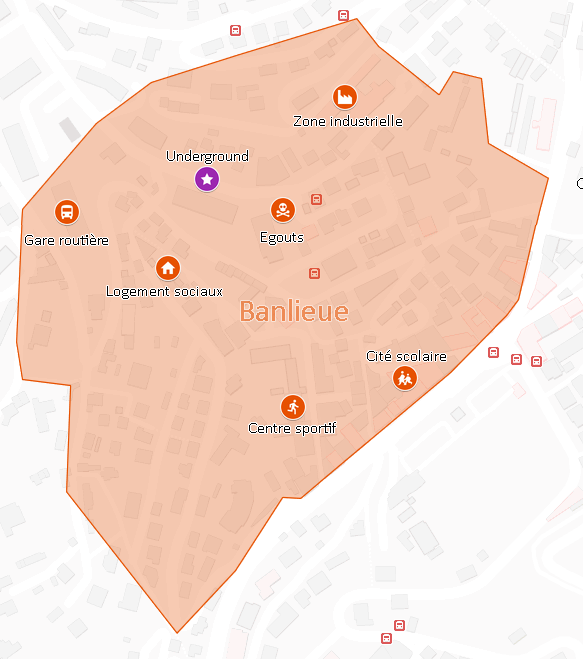 Zone industrielle
Underground
Egouts
Gare routière
Logement sociaux
Banlieue
Cité scolaire
Centre sportif